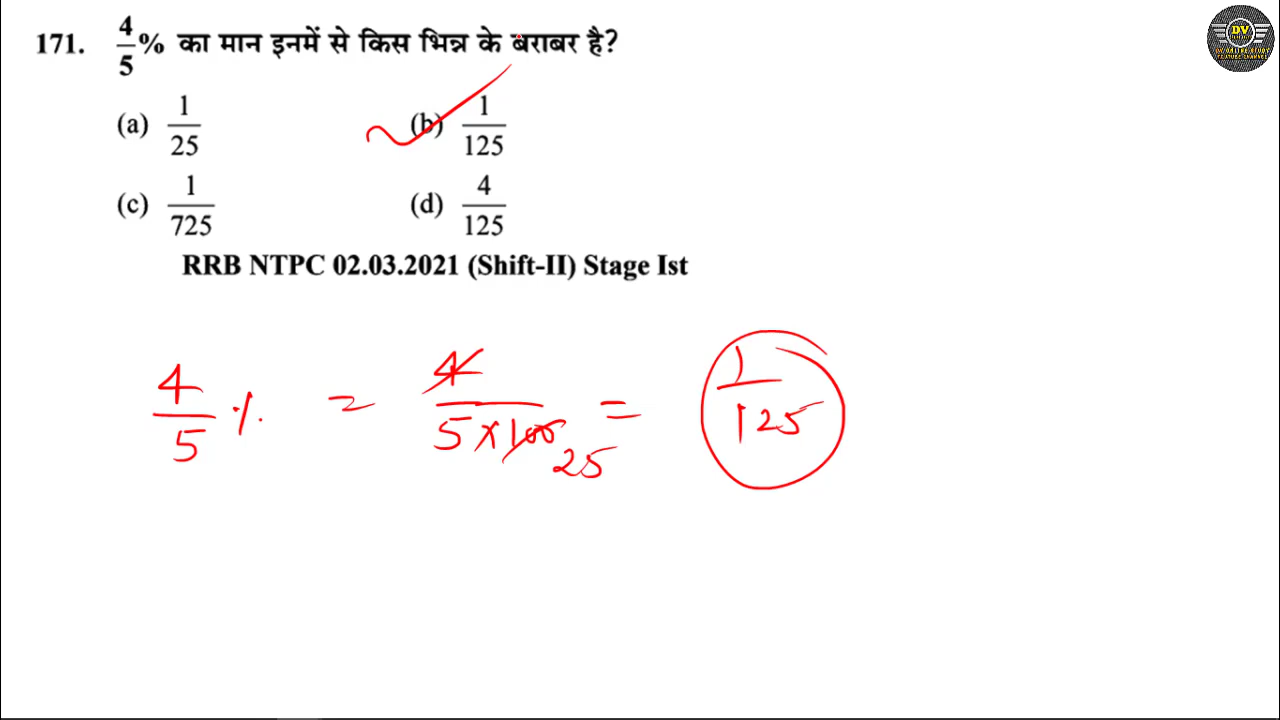 171. 4/5% का मान इनमें से किस भिन्न के बराबर है?
(a) 1/25 (b) 1/125
(c) 1/725 (d) 4/125
RRB NTPC 02.03.2021 (Shift-II) Stage Ist
4/5 % = 4/5×100 25 = 1/125
DV